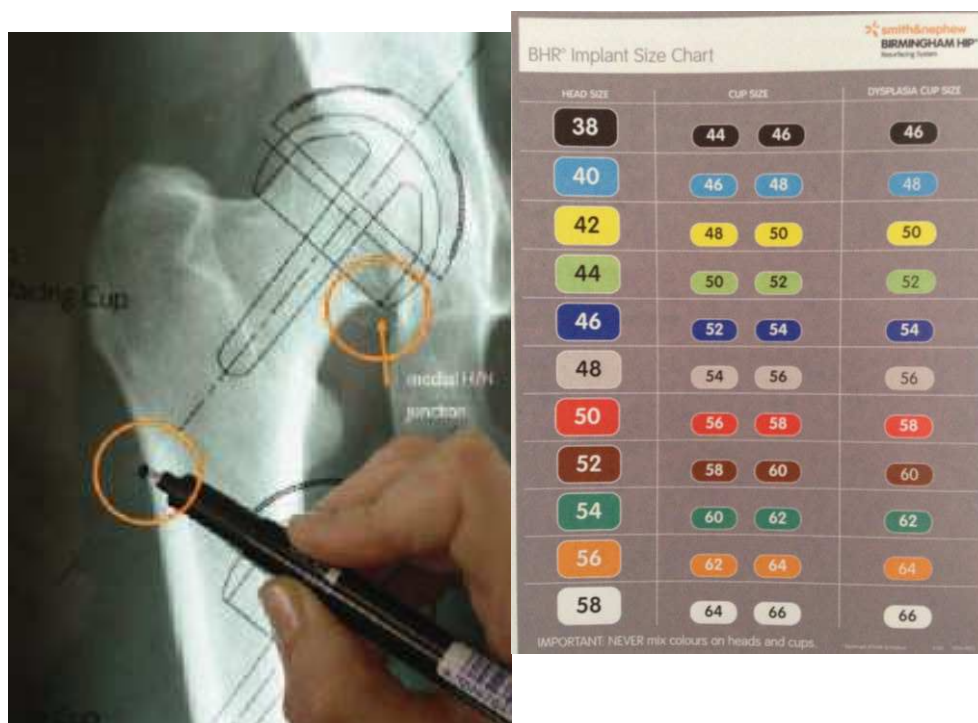 acing Cup
medial H/N
junction
smith&nephew
BIRMINGHAM HIP
Resurfacing System
BHR° Implant Size Chart
HEAD SIZE CUP SIZE DYSPLASIA CUP SIZE
38 44 46 46
40 46 48 48
42 48 50 50
44 50 52 52
46 52 54 54
48 54 56 56
50 56 58 58
52 58 60 60
54 60 62 62
56 62 64 64
58 64 66 66
IMPORTANT: NEVER mix colours on heads and cups.